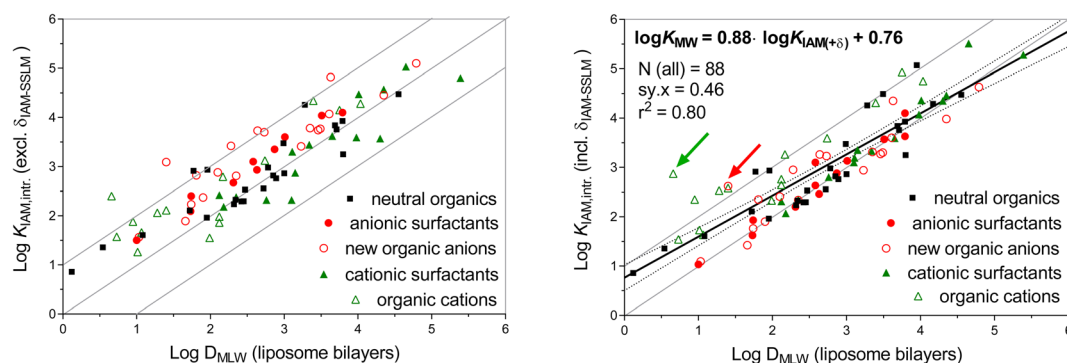 Log K_IAM,intr. (excl. δ_IAM-SSLM)
6
5
4
3
2
1
0
neutral organics
anionic surfactants
new organic anions
cationic surfactants
organic cations
0 1 2 3 4 5 6
Log D_MLW (liposome bilayers)
Log K_IAM,intr. (incl. δ_IAM-SSLM)
6
5
4
3
2
1
0
logK_MW = 0.88· logK_IAM(+δ) + 0.76
N (all) = 88
sy.x = 0.46
r² = 0.80
neutral organics
anionic surfactants
new organic anions
cationic surfactants
organic cations
0 1 2 3 4 5 6
Log D_MLW (liposome bilayers)